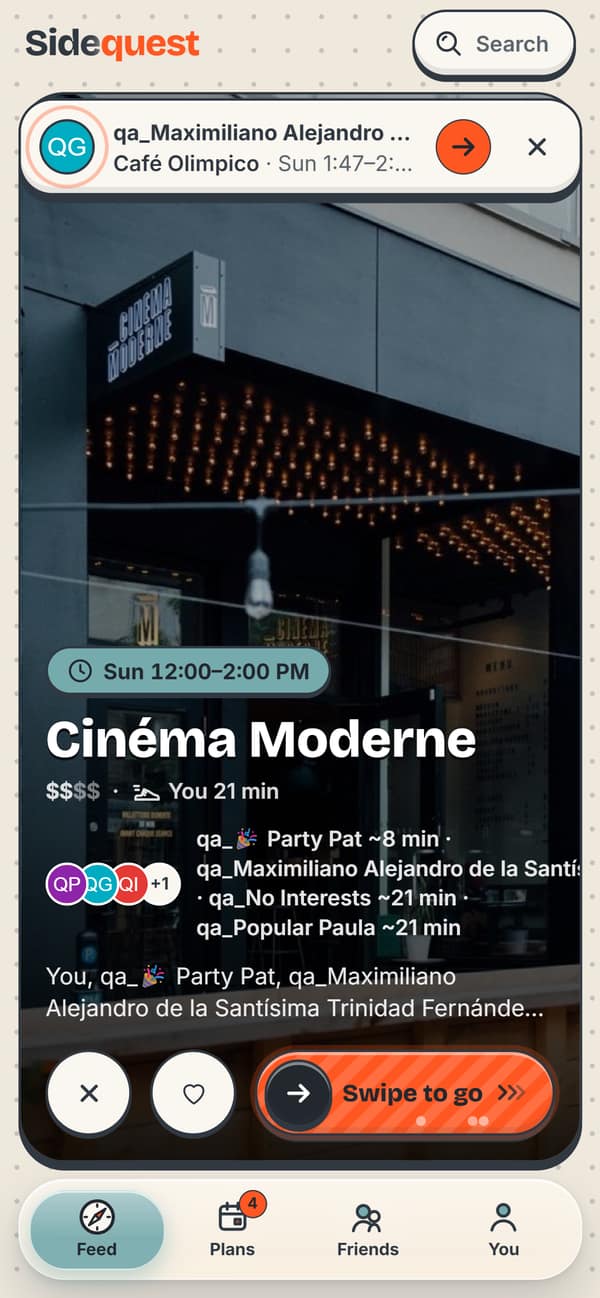 Sidequest
Search
QG
qa_Maximiliano Alejandro ...
Café Olimpico · Sun 1:47–2:...
CINÉMA
MODERNE
M
Sun 12:00–2:00 PM
Cinéma Moderne
$$$$ · You 21 min
qa_🎉 Party Pat ~8 min ·
qa_Maximiliano Alejandro de la Santís
QP QG QI +1
· qa_No Interests ~21 min ·
qa_Popular Paula ~21 min
You, qa_🎉 Party Pat, qa_Maximiliano
Alejandro de la Santísima Trinidad Fernánde...
Swipe to go
4
Feed
Plans
Friends
You